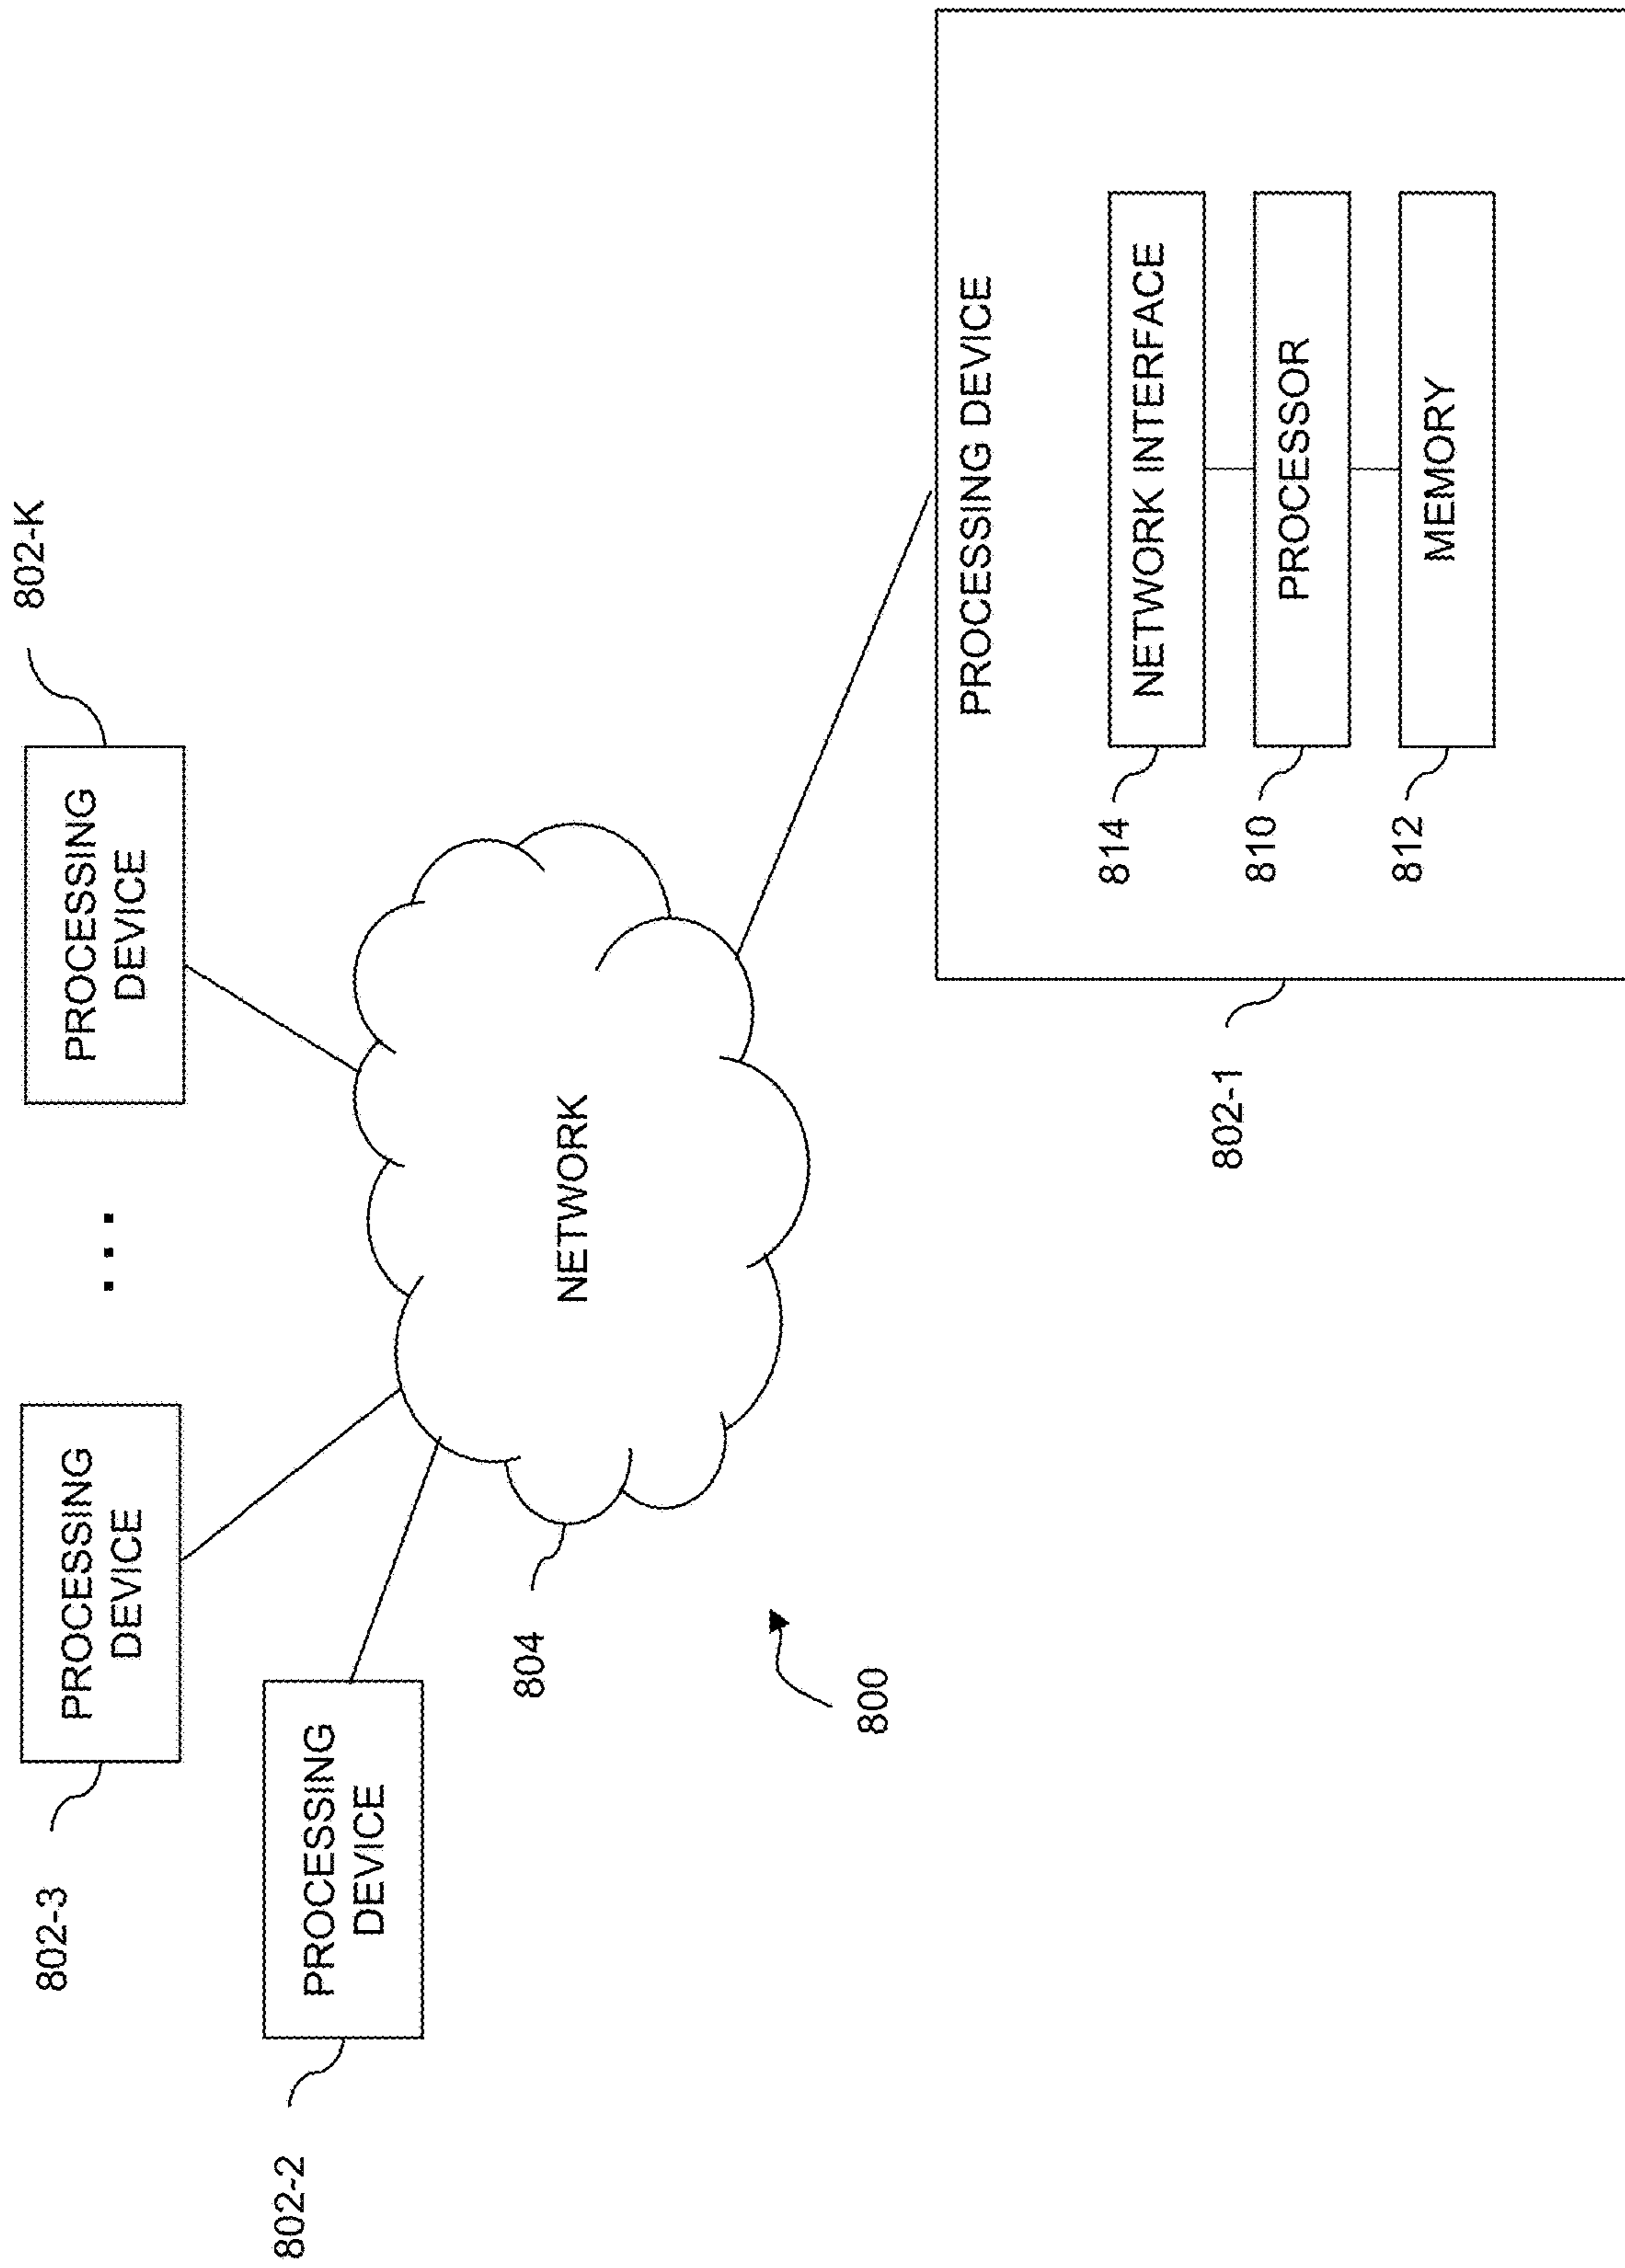 802-2
PROCESSING
DEVICE
802-3
PROCESSING
DEVICE
...
PROCESSING
DEVICE
802-K
804
NETWORK
800
802-1
PROCESSING DEVICE
814
NETWORK INTERFACE
810
PROCESSOR
812
MEMORY